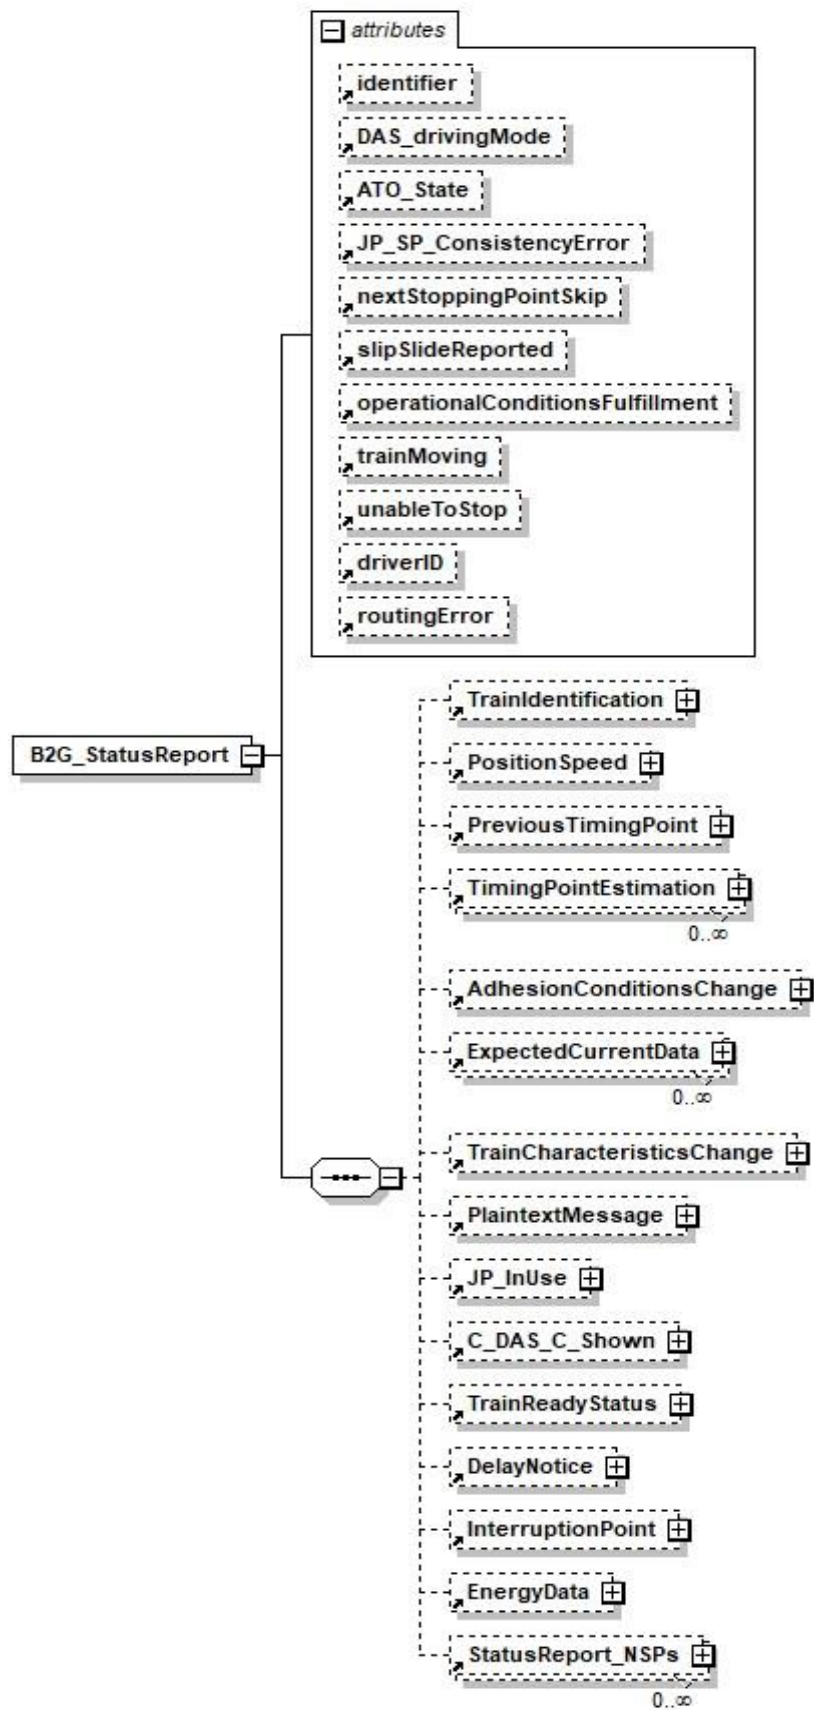 attributes
identifier
DAS_drivingMode
ATO_State
JP_SP_ConsistencyError
nextStoppingPointSkip
slipSlideReported
operationalConditionsFulfillment
trainMoving
unableToStop
driverID
routingError
B2G_StatusReport
TrainIdentification
PositionSpeed
PreviousTimingPoint
TimingPointEstimation
0..∞
AdhesionConditionsChange
ExpectedCurrentData
0..∞
TrainCharacteristicsChange
PlaintextMessage
JP_InUse
C_DAS_C_Shown
TrainReadyStatus
DelayNotice
InterruptionPoint
EnergyData
StatusReport_NSPs
0..∞